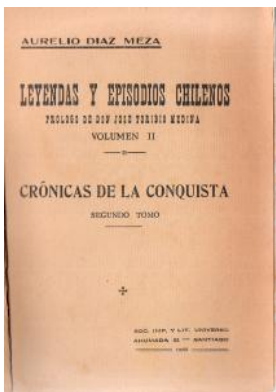 AURELIO DIAZ MEZA
LEYENDAS Y EPISODIOS CHILENOS
PROLOGO DE DON JOSE TORIBIO MEDINA
VOLUMEN II
CRÓNICAS DE LA CONQUISTA
SEGUNDO TOMO
SOC. IMP. Y LIT. UNIVERSO
AHUMADA 32 SANTIAGO